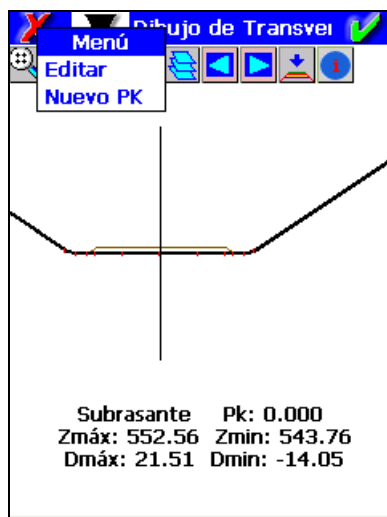 Dibujo de Transver
Menú
Editar
Nuevo PK
i
Subrasante Pk: 0.000
Zmáx: 552.56 Zmin: 543.76
Dmáx: 21.51 Dmin: -14.05